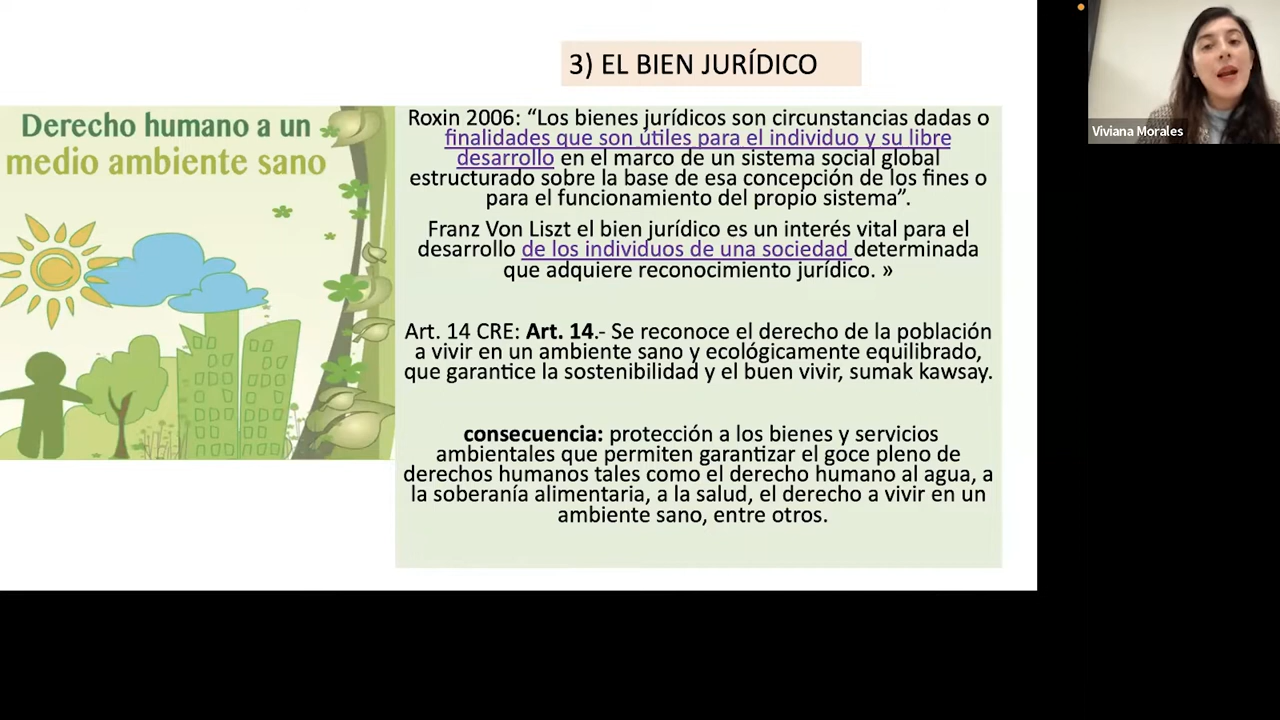 3) EL BIEN JURÍDICO
Derecho humano a un
medio ambiente sano
Roxin 2006: “Los bienes jurídicos son circunstancias dadas o
finalidades que son útiles para el individuo y su libre
desarrollo en el marco de un sistema social global
estructurado sobre la base de esa concepción de los fines o
para el funcionamiento del propio sistema”.
Franz Von Liszt el bien jurídico es un interés vital para el
desarrollo de los individuos de una sociedad determinada
que adquiere reconocimiento jurídico. »
Art. 14 CRE: Art. 14.- Se reconoce el derecho de la población
a vivir en un ambiente sano y ecológicamente equilibrado,
que garantice la sostenibilidad y el buen vivir, sumak kawsay.
consecuencia: protección a los bienes y servicios
ambientales que permiten garantizar el goce pleno de
derechos humanos tales como el derecho humano al agua, a
la soberanía alimentaria, a la salud, el derecho a vivir en un
ambiente sano, entre otros.
Viviana Morales